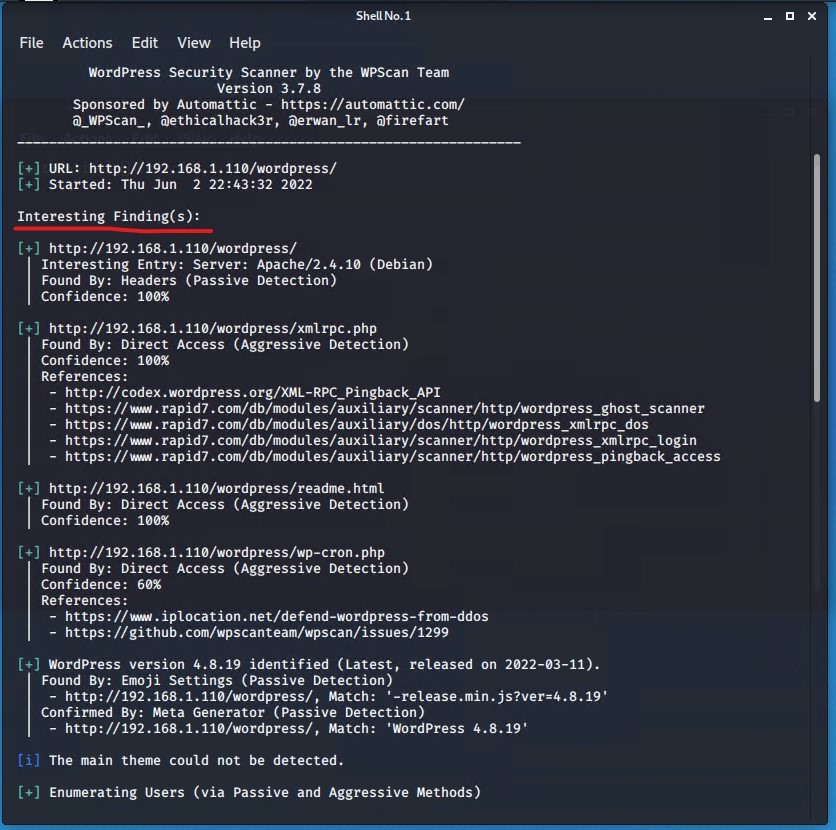 Shell No. 1
File Actions Edit View Help
WordPress Security Scanner by the WPScan Team
Version 3.7.8
Sponsored by Automattic - https://automattic.com/
@_WPScan_, @ethicalhack3r, @erwan_lr, @firefart
_______________________________________________________________
[+] URL: http://192.168.1.110/wordpress/
[+] Started: Thu Jun  2 22:43:32 2022
Interesting Finding(s):
[+] http://192.168.1.110/wordpress/
| Interesting Entry: Server: Apache/2.4.10 (Debian)
| Found By: Headers (Passive Detection)
| Confidence: 100%
[+] http://192.168.1.110/wordpress/xmlrpc.php
| Found By: Direct Access (Aggressive Detection)
| Confidence: 100%
| References:
|  - http://codex.wordpress.org/XML-RPC_Pingback_API
|  - https://www.rapid7.com/db/modules/auxiliary/scanner/http/wordpress_ghost_scanner
|  - https://www.rapid7.com/db/modules/auxiliary/dos/http/wordpress_xmlrpc_dos
|  - https://www.rapid7.com/db/modules/auxiliary/scanner/http/wordpress_xmlrpc_login
|  - https://www.rapid7.com/db/modules/auxiliary/scanner/http/wordpress_pingback_access
[+] http://192.168.1.110/wordpress/readme.html
| Found By: Direct Access (Aggressive Detection)
| Confidence: 100%
[+] http://192.168.1.110/wordpress/wp-cron.php
| Found By: Direct Access (Aggressive Detection)
| Confidence: 60%
| References:
|  - https://www.iplocation.net/defend-wordpress-from-ddos
|  - https://github.com/wpscanteam/wpscan/issues/1299
[+] WordPress version 4.8.19 identified (Latest, released on 2022-03-11).
| Found By: Emoji Settings (Passive Detection)
|  - http://192.168.1.110/wordpress/, Match: '-release.min.js?ver=4.8.19'
| Confirmed By: Meta Generator (Passive Detection)
|  - http://192.168.1.110/wordpress/, Match: 'WordPress 4.8.19'
[i] The main theme could not be detected.
[+] Enumerating Users (via Passive and Aggressive Methods)